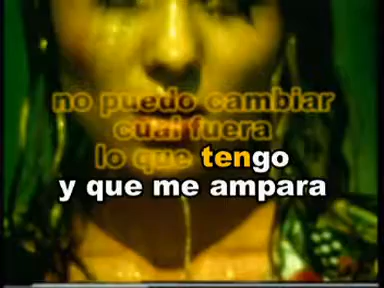 no puedo cambiar
cual fuera
lo que tengo
y que me ampara